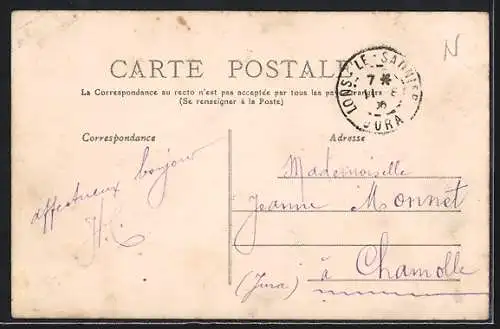 N
CARTE POSTALE
La Correspondance au recto n'est pas acceptée par tous les pays étrangers
(Se renseigner à la Poste)
LONS-LE-SAUNIER
7 *
JURA
Correspondance
Adresse
affectueux bonjour
H.C.
Mademoiselle
Jeanne Monnet
à Chamolle
(Jura)